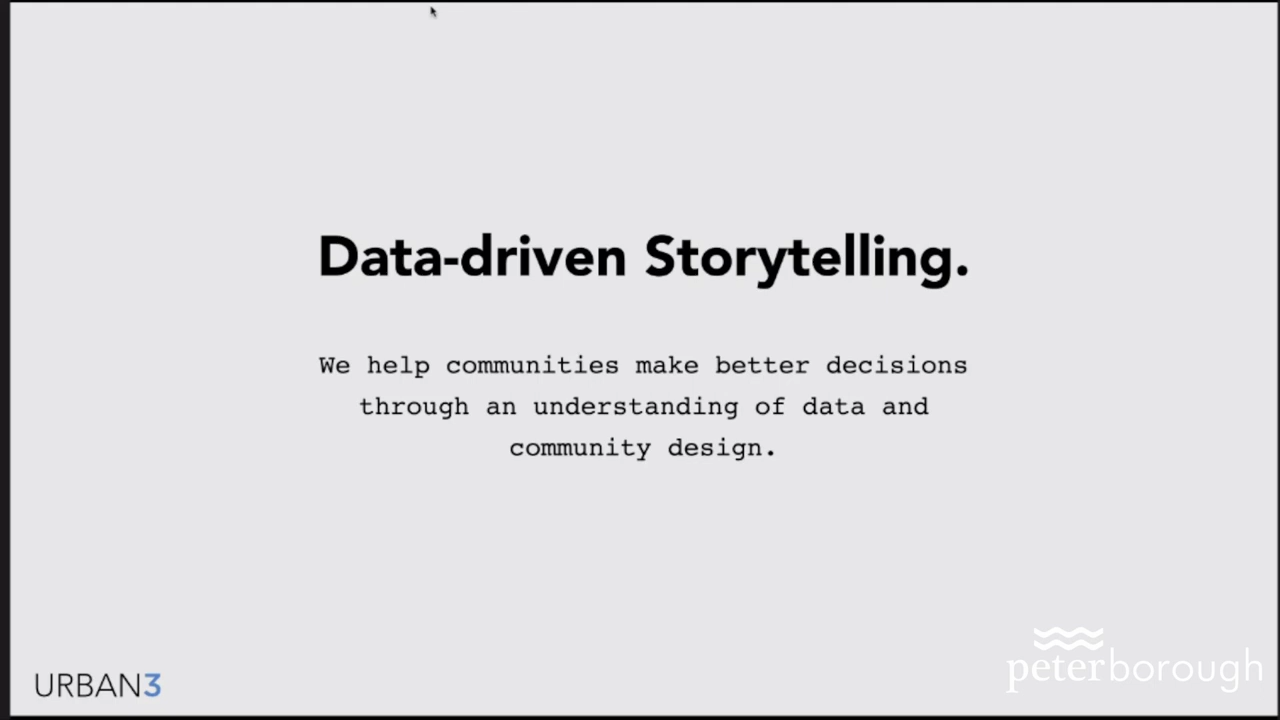 Data-driven Storytelling.
We help communities make better decisions
through an understanding of data and
community design.
URBAN3
peterborough